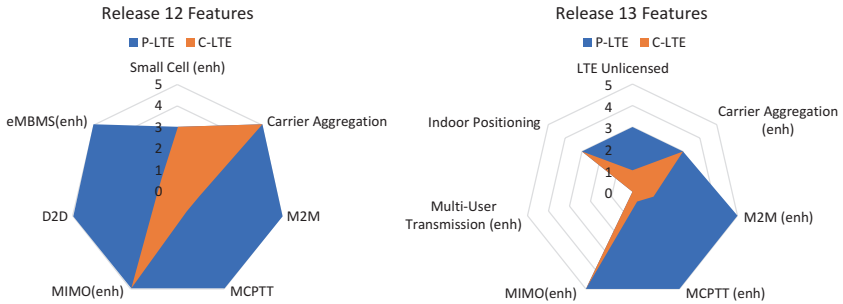 Release 12 Features
P-LTE C-LTE
Small Cell (enh)
5
4
3
2
1
0
Carrier Aggregation
M2M
MCPTT
MIMO(enh)
D2D
eMBMS(enh)
Release 13 Features
P-LTE C-LTE
LTE Unlicensed
5
4
3
2
1
0
Carrier Aggregation
(enh)
M2M (enh)
MCPTT (enh)
MIMO(enh)
Multi-User
Transmission (enh)
Indoor Positioning